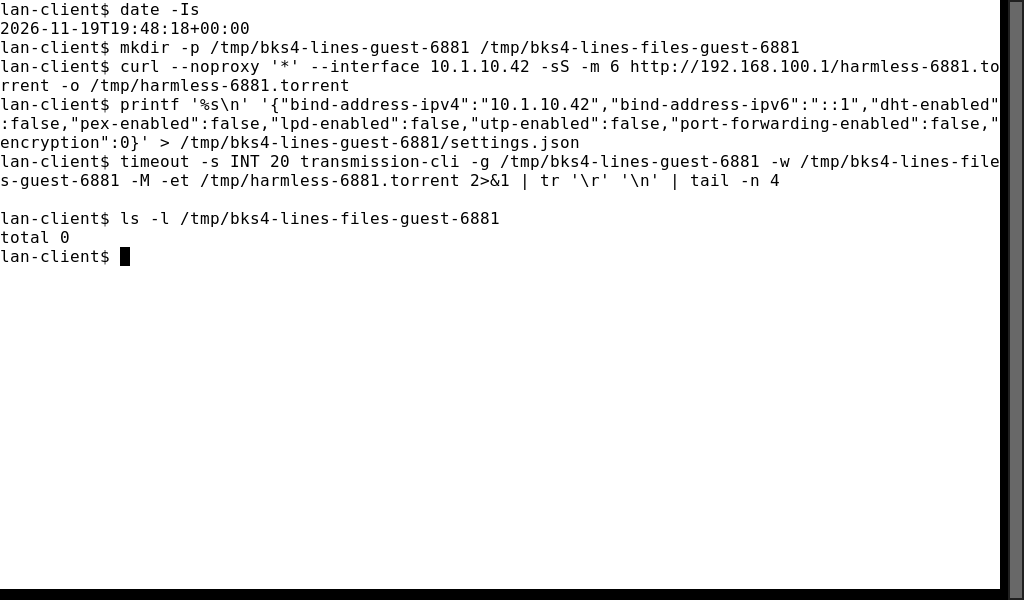 lan-client$ date -Is
2026-11-19T19:48:18+00:00
lan-client$ mkdir -p /tmp/bks4-lines-guest-6881 /tmp/bks4-lines-files-guest-6881
lan-client$ curl --noproxy '*' --interface 10.1.10.42 -sS -m 6 http://192.168.100.1/harmless-6881.to
rrent -o /tmp/harmless-6881.torrent
lan-client$ printf '%s\n' '{"bind-address-ipv4":"10.1.10.42","bind-address-ipv6":"::1","dht-enabled"
:false,"pex-enabled":false,"lpd-enabled":false,"utp-enabled":false,"port-forwarding-enabled":false,"
encryption":0}' > /tmp/bks4-lines-guest-6881/settings.json
lan-client$ timeout -s INT 20 transmission-cli -g /tmp/bks4-lines-guest-6881 -w /tmp/bks4-lines-file
s-guest-6881 -M -et /tmp/harmless-6881.torrent 2>&1 | tr '\r' '\n' | tail -n 4
lan-client$ ls -l /tmp/bks4-lines-files-guest-6881
total 0
lan-client$